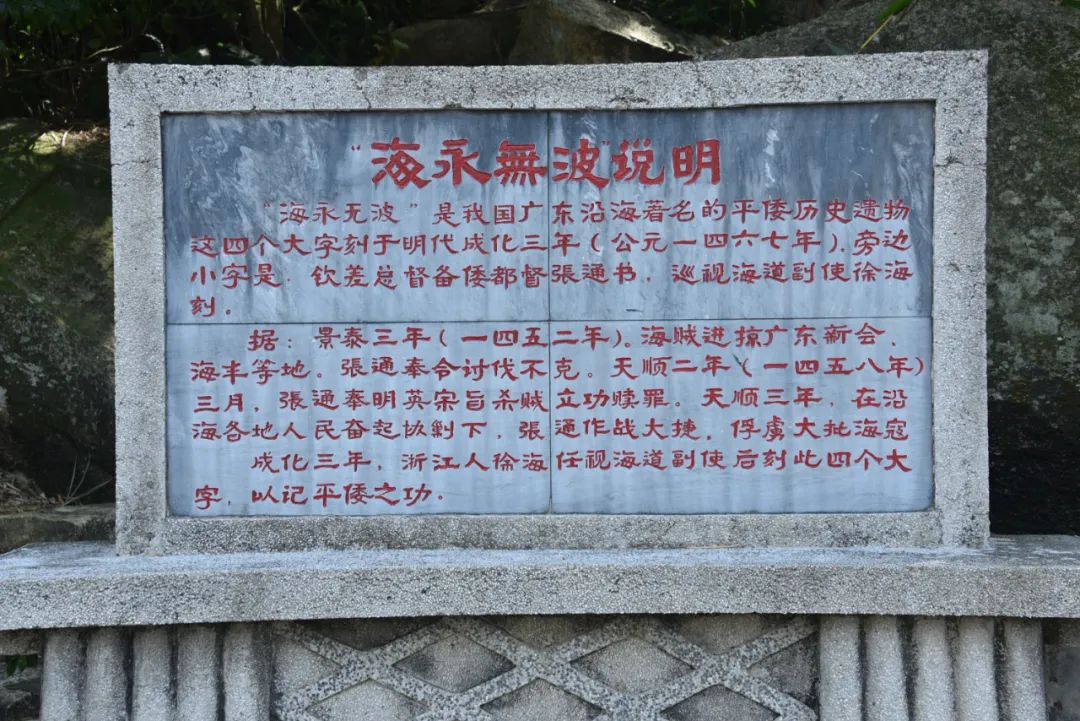 “海永無波”说明
“海永无波”是我国广东沿海著名的平倭历史遗物
这四个大字刻于明代成化三年(公元一四六七年),旁边
小字是：钦差总督备倭都督張通书，巡视海道副使徐海
刻。
据：景泰三年(一四五二年)。海贼进掠广东新会、
海丰等地。張通奉命讨伐不克。天顺二年(一四五八年)
三月，張通奉明英宗旨杀贼立功赎罪。天顺三年，在沿
海各地人民奋起协剿下，張通作战大捷，俘虏大批海寇
成化三年，浙江人徐海任视海道副使后刻此四个大
字，以记平倭之功.